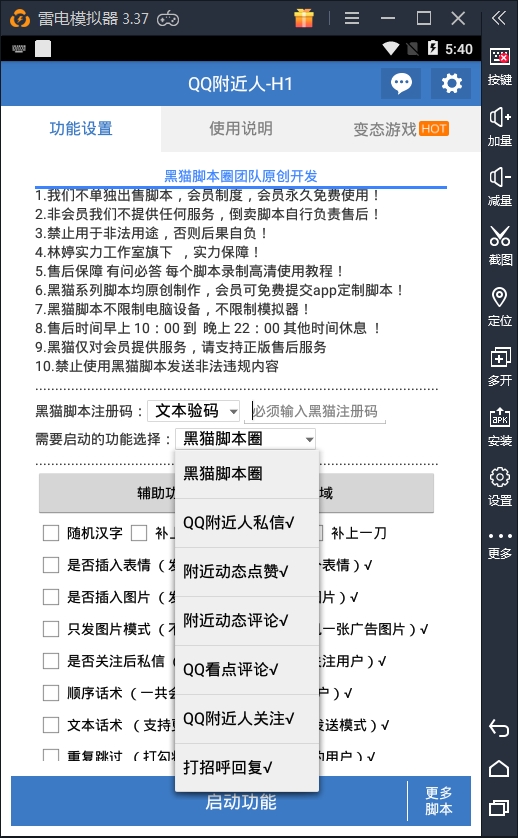 雷电模拟器 3.37
5:40
QQ附近人-H1
功能设置 使用说明 变态游戏 HOT
黑猫脚本圈团队原创开发
1.我们不单独出售脚本，会员制度，会员永久免费使用！
2.非会员我们不提供任何服务，倒卖脚本自行负责售后！
3.禁止用于非法用途，否则后果自负！
4.林婷实力工作室旗下 ，实力保障！
5.售后保障 有问必答 每个脚本录制高清使用教程！
6.黑猫系列脚本均原创制作，会员可免费提交app定制脚本！
7.黑猫脚本不限制电脑设备，不限制模拟器！
8.售后时间早上 10：00 到 晚上 22：00 其他时间休息 ！
9.黑猫仅对会员提供服务，请支持正版售后服务
10.禁止使用黑猫脚本发送非法违规内容
黑猫脚本注册码： 文本验码 必须输入黑猫注册码
需要启动的功能选择： 黑猫脚本圈
黑猫脚本圈
QQ附近人私信√
附近动态点赞√
附近动态评论√
QQ看点评论√
QQ附近人关注√
打招呼回复√
辅助功 域
随机汉字 补上 补上一刀
是否插入表情（发 个表情）√
是否插入图片（发 图片）√
只发图片模式（不 机一张广告图片）√
是否关注后私信（ 关注用户）√
顺序话术（一共会 户）√
文本话术 （支持更 发送模式）√
重复跳过（打勾将 的用户）√
启动功能
更多
脚本
按键
加量
减量
截图
定位
多开
安装
APK
设置
更多